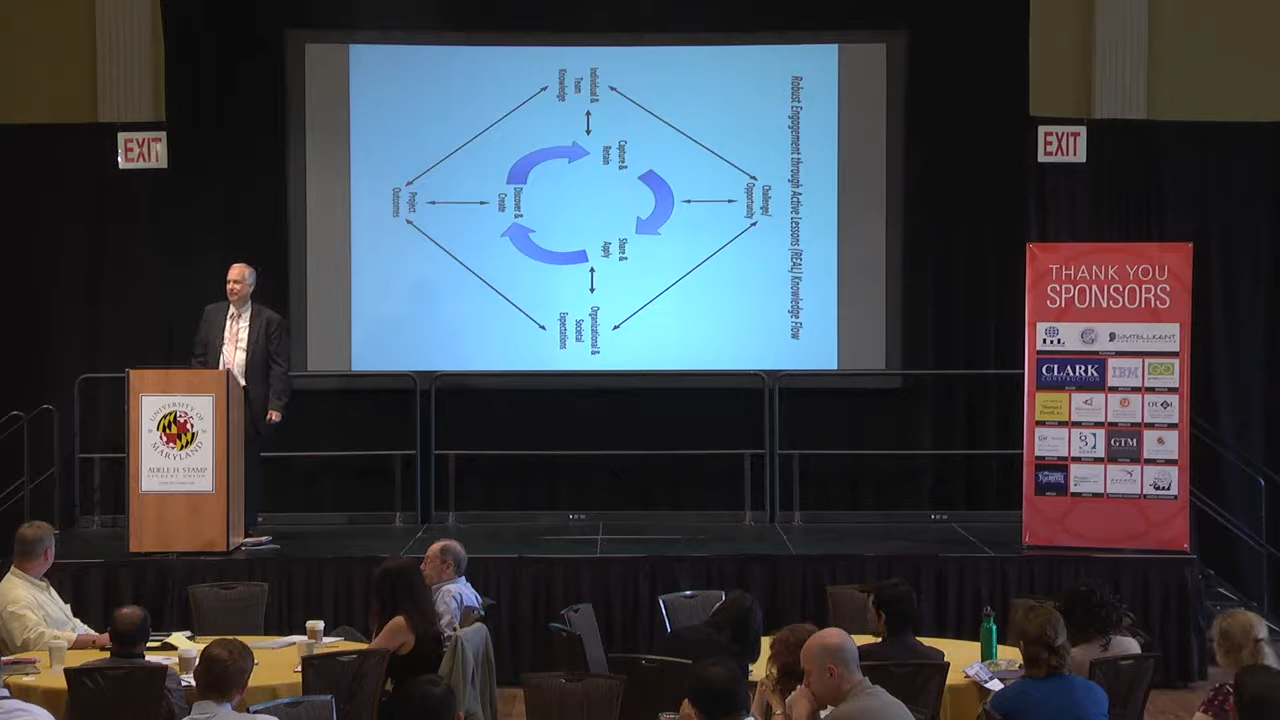 EXIT
Robust Engagement through Active Lessons (REAL) Knowledge Flow
Challenge/
Opportunity
Individual &
Team
Knowledge
Capture &
Retain
Share &
Apply
Organizational &
Societal
Expectations
Discover &
Create
Project
Outcomes
EXIT
UNIVERSITY OF
MARYLAND
ADELE H. STAMP
STUDENT UNION
THANK YOU
SPONSORS
SIMTELLIGENT
CLARK
CONSTRUCTION
IBM
GTM